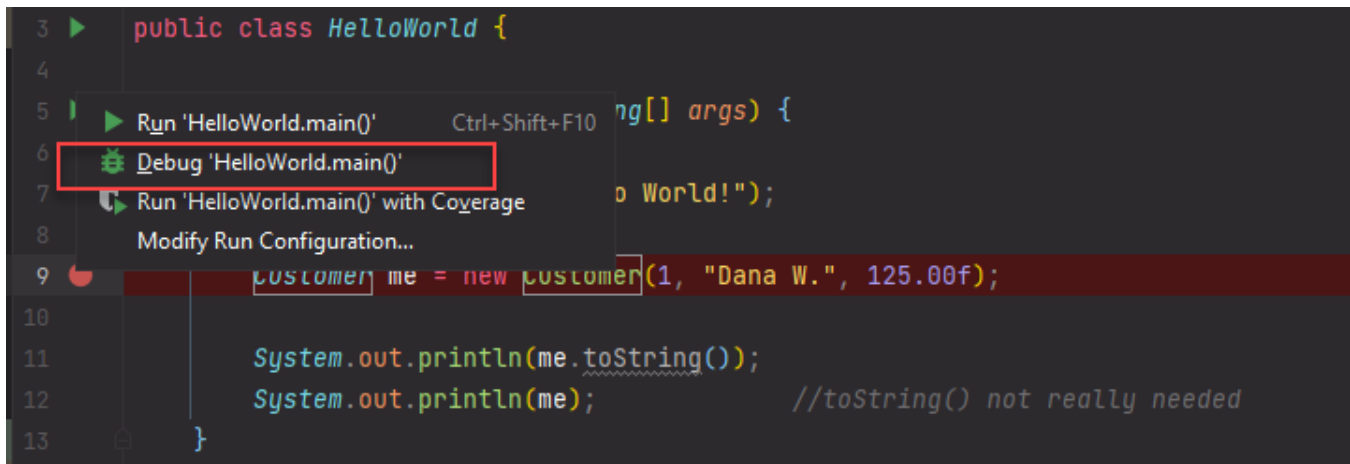 3 public class HelloWorld {
4
5 ng[] args) {
Run 'HelloWorld.main()' Ctrl+Shift+F10
6
Debug 'HelloWorld.main()'
7 o World!");
Run 'HelloWorld.main()' with Coverage
8
Modify Run Configuration...
9 Customer me = new Customer(1, "Dana W.", 125.00f);
10
11 System.out.println(me.toString());
12 System.out.println(me); //toString() not really needed
13 }